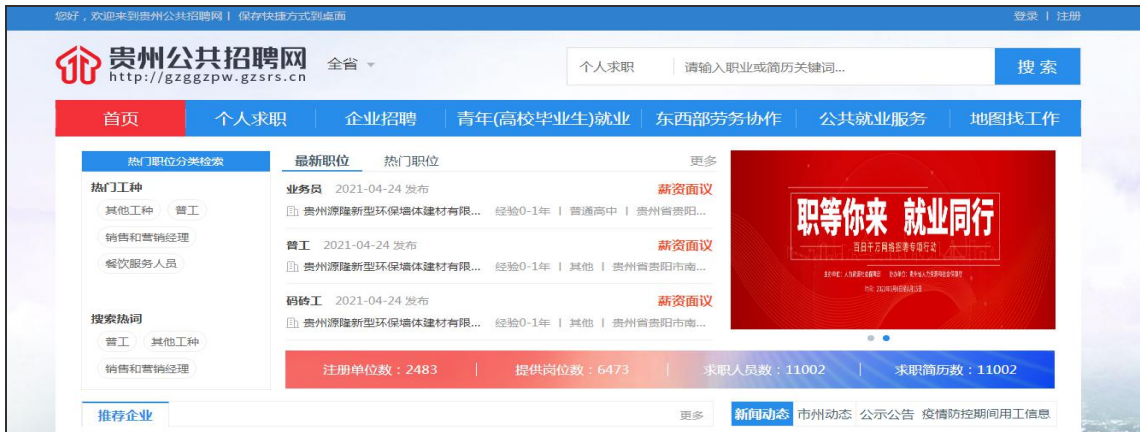 您好，欢迎来到贵州公共招聘网 | 保存快捷方式到桌面
登录 | 注册
贵州公共招聘网
http://gzggzpw.gzsrs.cn
全省
个人求职
请输入职业或简历关键词...
搜索
首页 个人求职 企业招聘 青年(高校毕业生)就业 东西部劳务协作 公共就业服务 地图找工作
热门职位分类检索
热门工种
其他工种 普工
销售和营销经理
餐饮服务人员
搜索热词
普工 其他工种
销售和营销经理
最新职位 热门职位 更多
业务员 2021-04-24 发布 薪资面议
贵州源隆新型环保墙体建材有限... 经验0-1年 | 普通高中 | 贵州省贵阳...
普工 2021-04-24 发布 薪资面议
贵州源隆新型环保墙体建材有限... 经验0-1年 | 其他 | 贵州省贵阳市南...
码砖工 2021-04-24 发布 薪资面议
贵州源隆新型环保墙体建材有限... 经验0-1年 | 其他 | 贵州省贵阳市南...
职等你来 就业同行
百日千万网络招聘专项行动
注册单位数：2483 | 提供岗位数：6473 | 求职人员数：11002 | 求职简历数：11002
推荐企业 更多
新闻动态 市州动态 公示公告 疫情防控期间用工信息